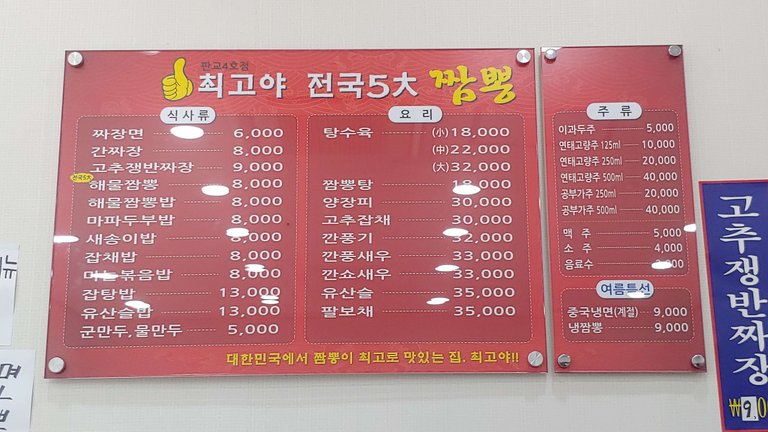 판교4호점
최고야 전국5大 짬뽕
식사류
짜장면 6,000
간짜장 8,000
고추쟁반짜장 9,000
전국5大
해물짬뽕 8,000
해물짬뽕밥 8,000
마파두부밥 8,000
새송이밥 8,000
잡채밥 8,000
볶음밥 8,000
잡탕밥 13,000
유산슬밥 13,000
군만두,물만두 5,000
요리
탕수육 (小)18,000
(中)22,000
(大)32,000
짬뽕탕 18,000
양장피 30,000
고추잡채 30,000
깐풍기 32,000
깐풍새우 33,000
깐쇼새우 33,000
유산슬 35,000
팔보채 35,000
대한민국에서 짬뽕이 최고로 맛있는 집. 최고야!!
주류
이과두주 5,000
연태고량주 125ml 10,000
연태고량주 250ml 20,000
연태고량주 500ml 40,000
공부가주 250ml 20,000
공부가주 500ml 40,000
맥주 5,000
소주 4,000
음료수
여름특선
중국냉면(계절) 9,000
냉짬뽕 9,000
고추쟁반짜장
₩9,0